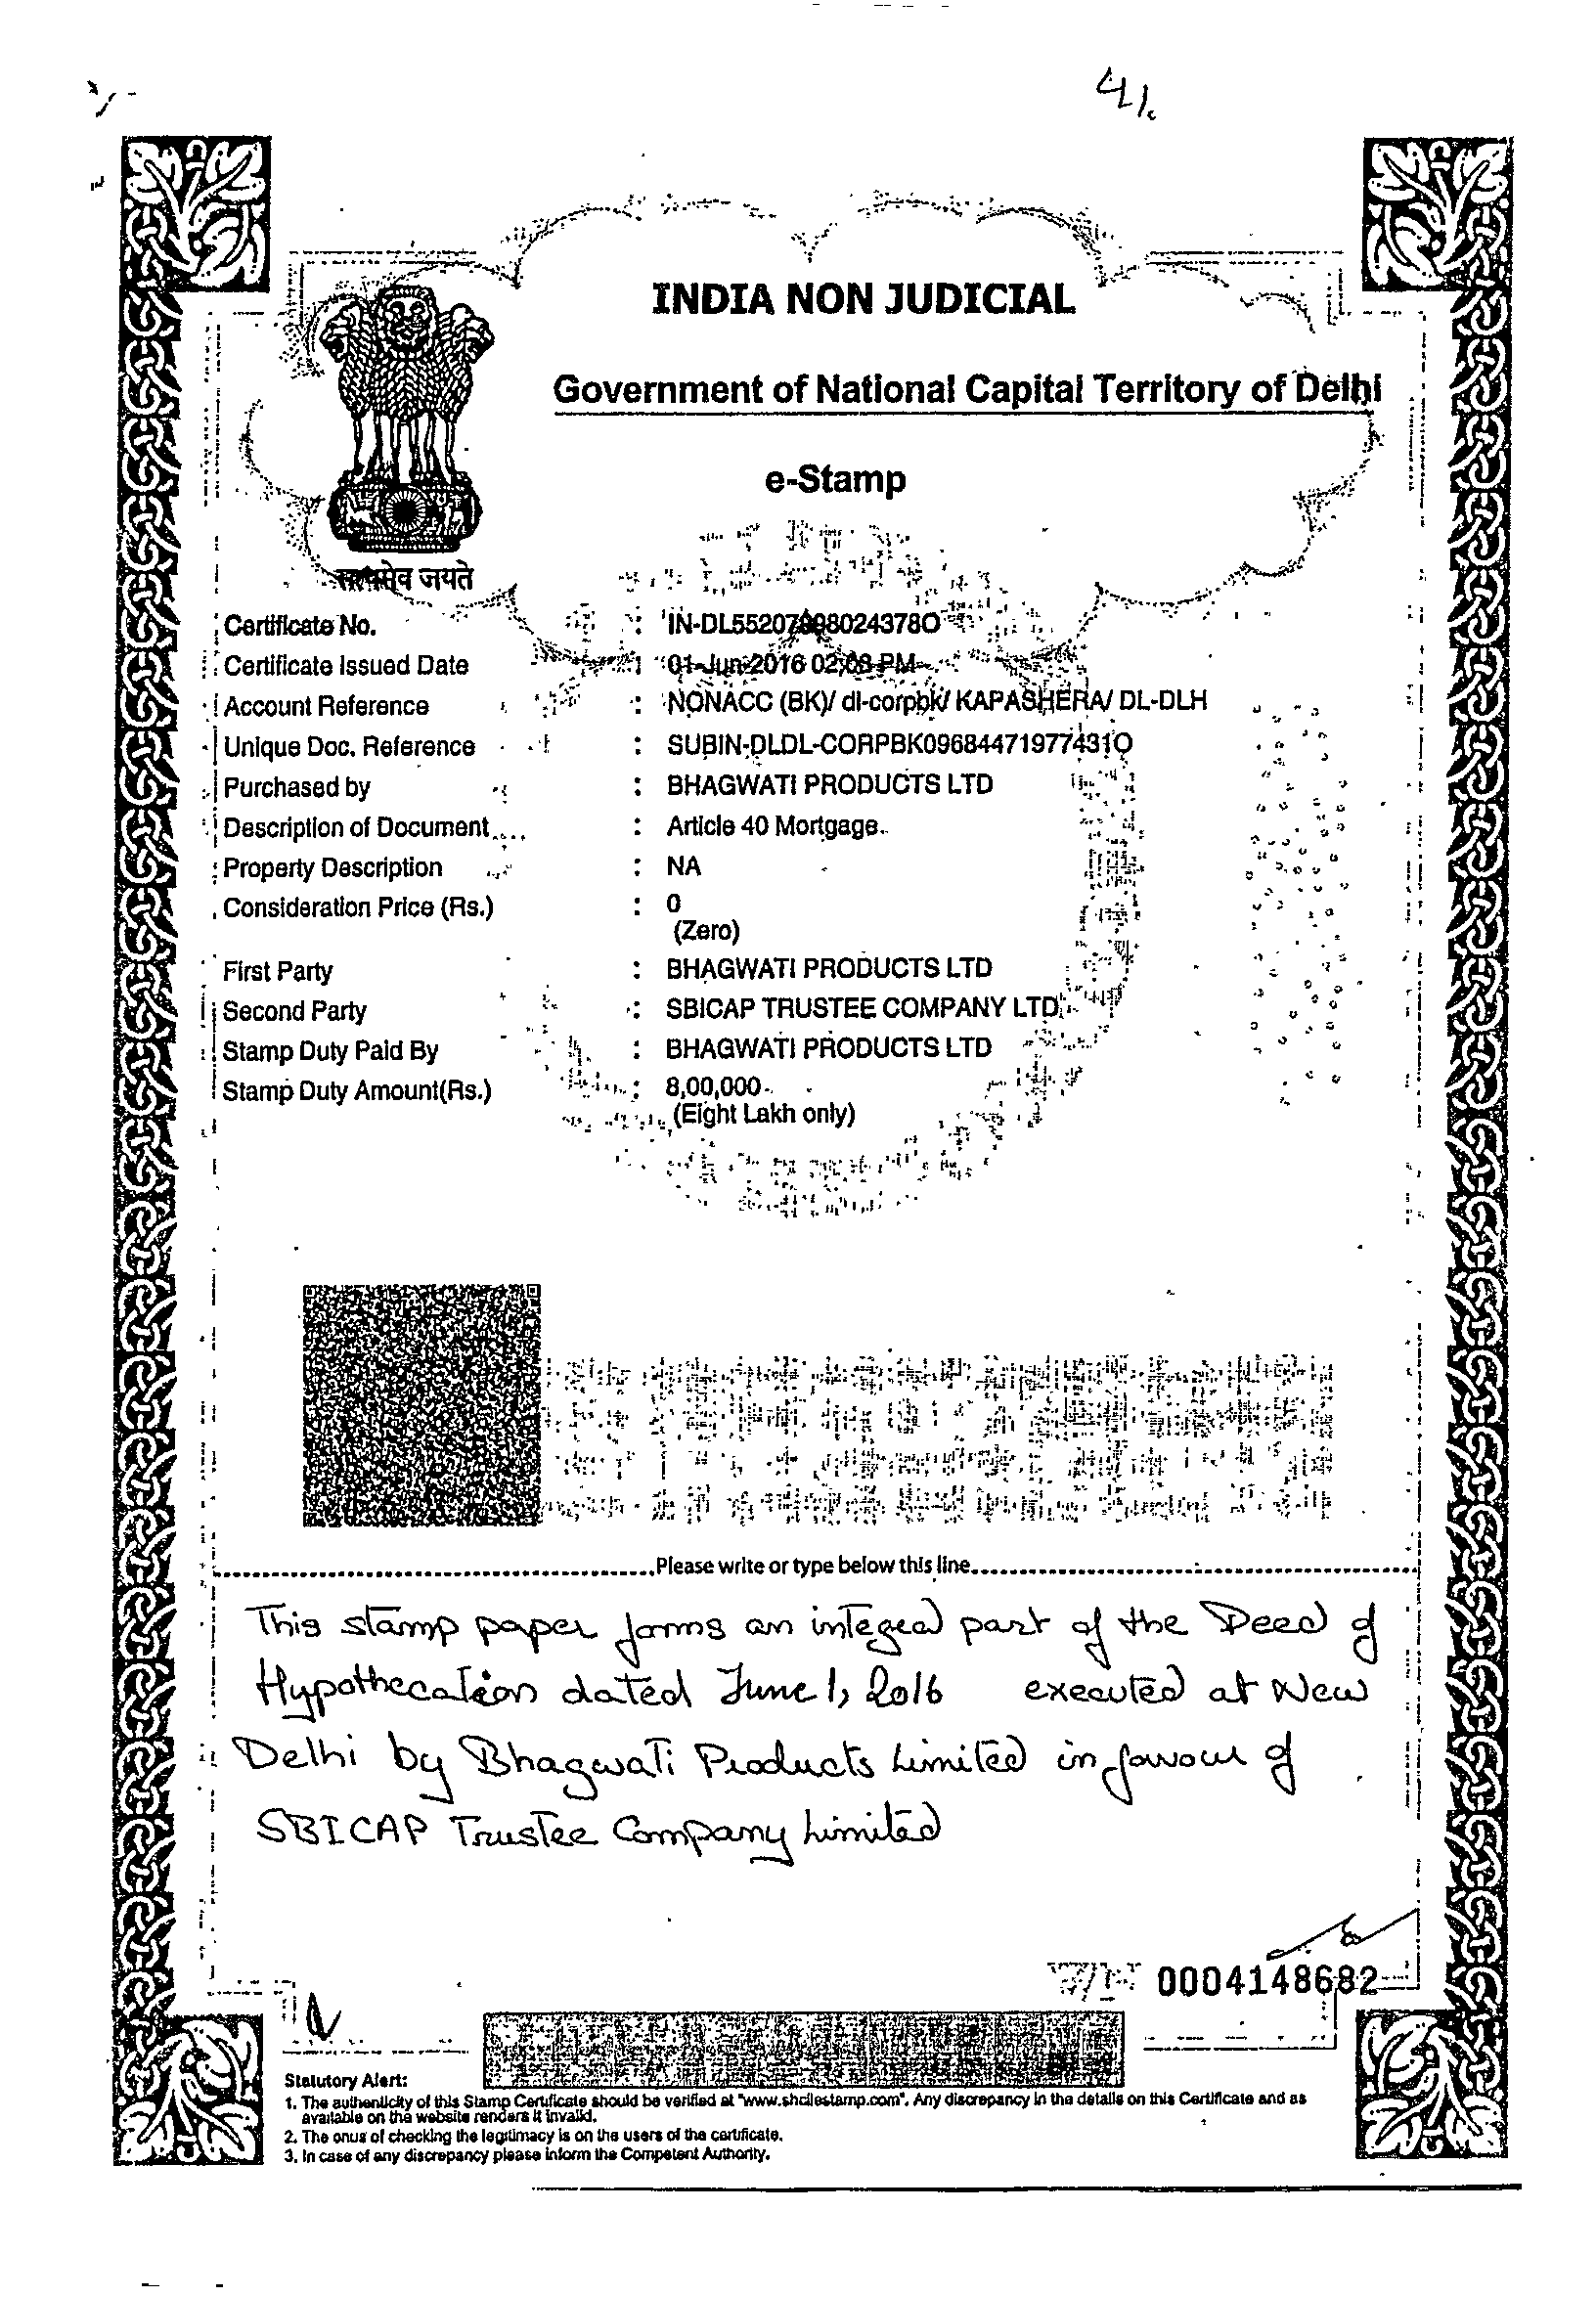 4/-
INDIA NON JUDICIAL
Government of National Capital Territory of Delhi
e-Stamp
सत्यमेव जयते
Certificate No. :
Certificate Issued Date : 01-Jun-2016 02:08 PM
Account Reference : NONACC (BK)/ dl-corpbk/ KAPASHERA/ DL-DLH
Unique Doc. Reference : SUBIN-DLDL-CORPBK09684471977431O
Purchased by : BHAGWATI PRODUCTS LTD
Description of Document : Article 40 Mortgage
Property Description : NA
Consideration Price (Rs.) : 0
(Zero)
First Party : BHAGWATI PRODUCTS LTD
Second Party : SBICAP TRUSTEE COMPANY LTD
Stamp Duty Paid By : BHAGWATI PRODUCTS LTD
Stamp Duty Amount(Rs.) : 8,00,000
(Eight Lakh only)
Please write or type below this line
This stamp paper forms an integral part of the Deed of
Hypothecation dated June 1, 2016 executed at New
Delhi by Bhagwati Products Limited in favour of
SBICAP Trustee Company Limited
0004148682
Statutory Alert:
1. The authenticity of this Stamp Certificate should be verified at "www.shcilestamp.com". Any discrepancy in the details on this Certificate and as
available on the website renders it invalid.
2. The onus of checking the legitimacy is on the users of the certificate.
3. In case of any discrepancy please inform the Competent Authority.